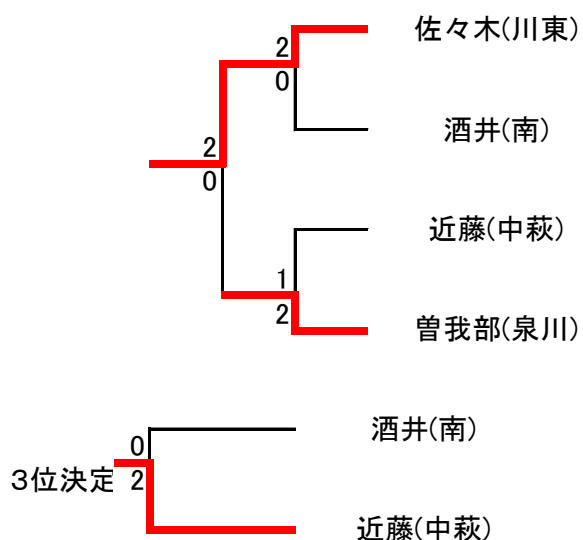 佐々木(川東)
2
0
酒井(南)
2
0
近藤(中萩)
1
2
曽我部(泉川)
酒井(南)
0
3位決定 2
近藤(中萩)